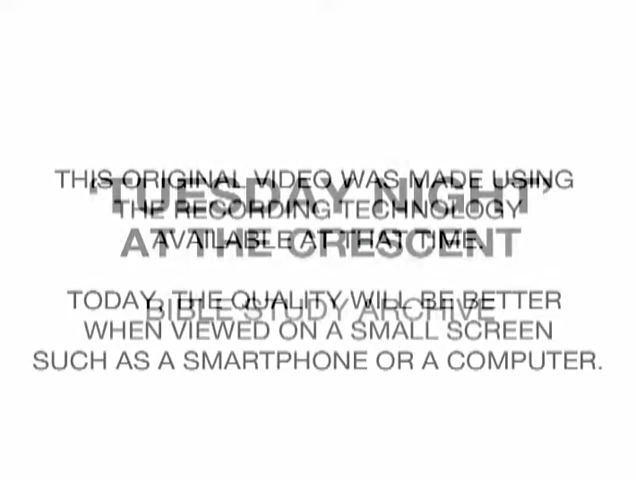 THIS ORIGINAL VIDEO WAS MADE USING
'TUESDAY NIGHT'
THE RECORDING TECHNOLOGY
AT THE CRESCENT
AVAILABLE AT THAT TIME.
TODAY, THE QUALITY WILL BE BETTER
BIBLE STUDY ARCHIVE
WHEN VIEWED ON A SMALL SCREEN
SUCH AS A SMARTPHONE OR A COMPUTER.